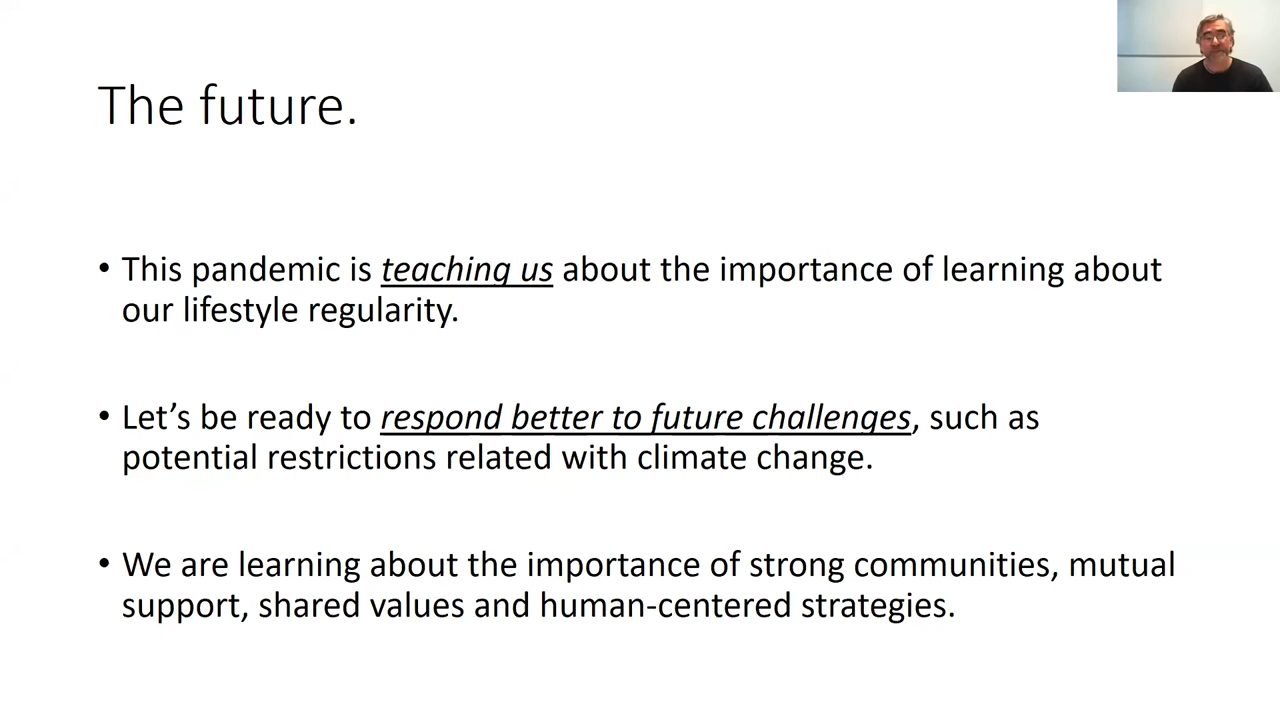 The future.
• This pandemic is teaching us about the importance of learning about
our lifestyle regularity.
• Let’s be ready to respond better to future challenges, such as
potential restrictions related with climate change.
• We are learning about the importance of strong communities, mutual
support, shared values and human-centered strategies.